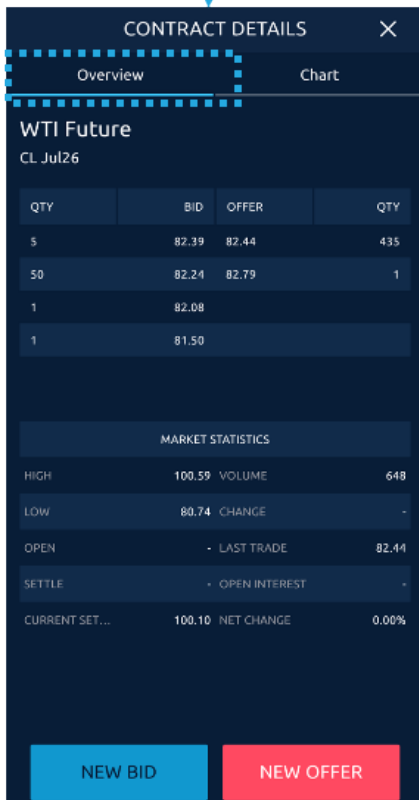 CONTRACT DETAILS ×
Overview Chart
WTI Future
CL Jul26
QTY BID OFFER QTY
5 82.39 82.44 435
50 82.24 82.79 1
1 82.08
1 81.50
MARKET STATISTICS
HIGH 100.59 VOLUME 648
LOW 80.74 CHANGE -
OPEN - LAST TRADE 82.44
SETTLE - OPEN INTEREST -
CURRENT SET... 100.10 NET CHANGE 0.00%
NEW BID NEW OFFER